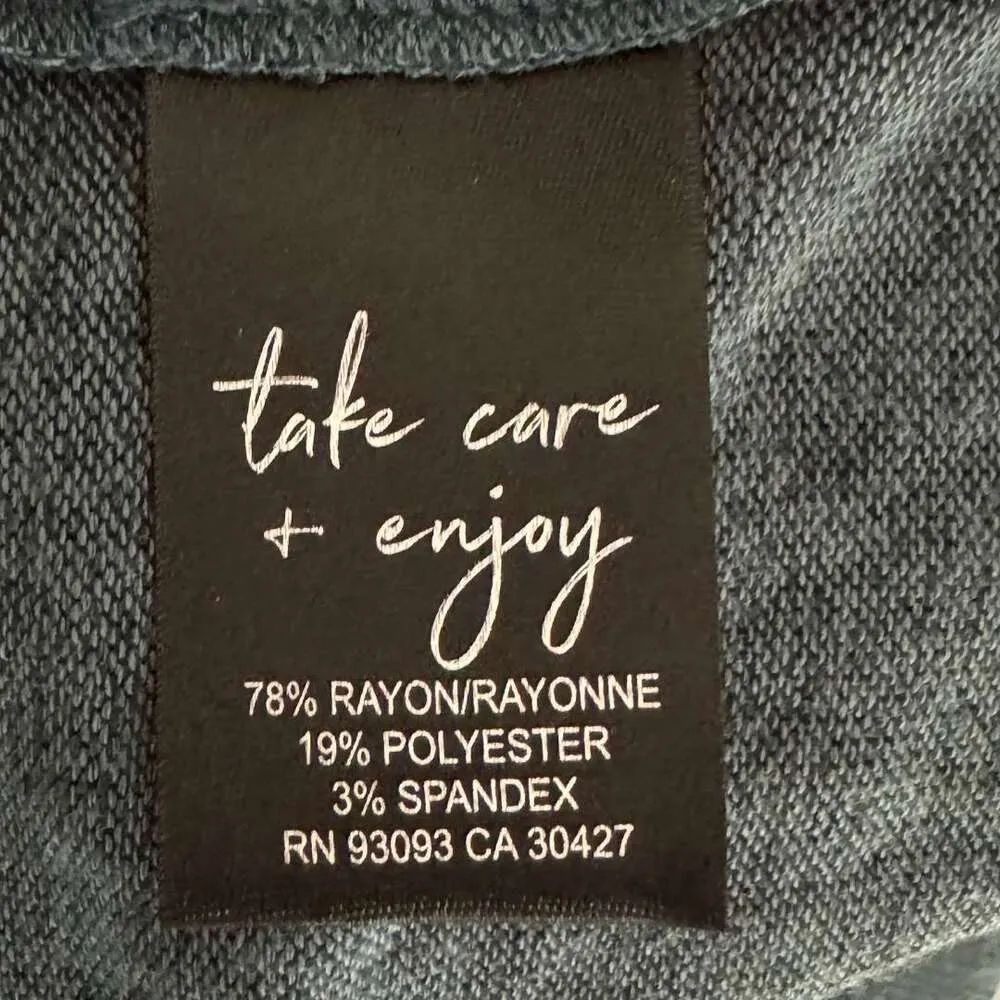 take care
+ enjoy
78% RAYON/RAYONNE
19% POLYESTER
3% SPANDEX
RN 93093 CA 30427